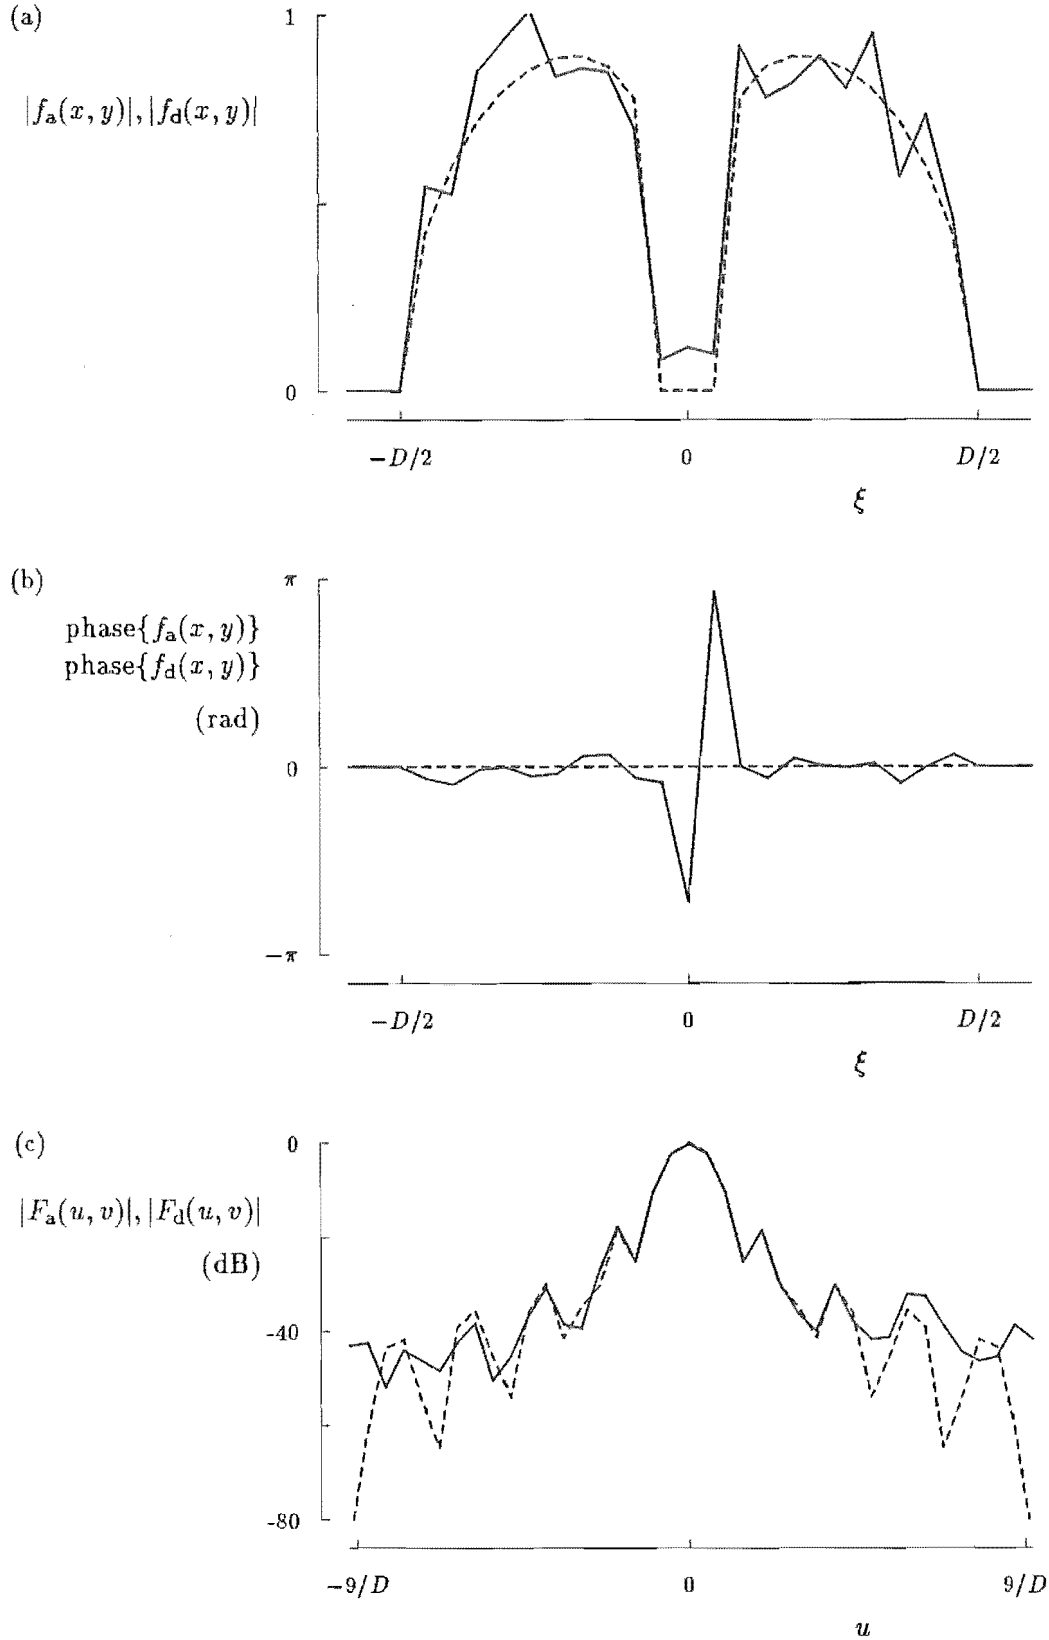 (a)
1
|f_a(x, y)|, |f_d(x, y)|
0
−D/2 0 D/2
ξ
(b)
π
phase{f_a(x, y)}
phase{f_d(x, y)}
(rad)
0
−π
−D/2 0 D/2
ξ
(c)
0
|F_a(u, v)|, |F_d(u, v)|
(dB)
-40
-80
−9/D 0 9/D
u